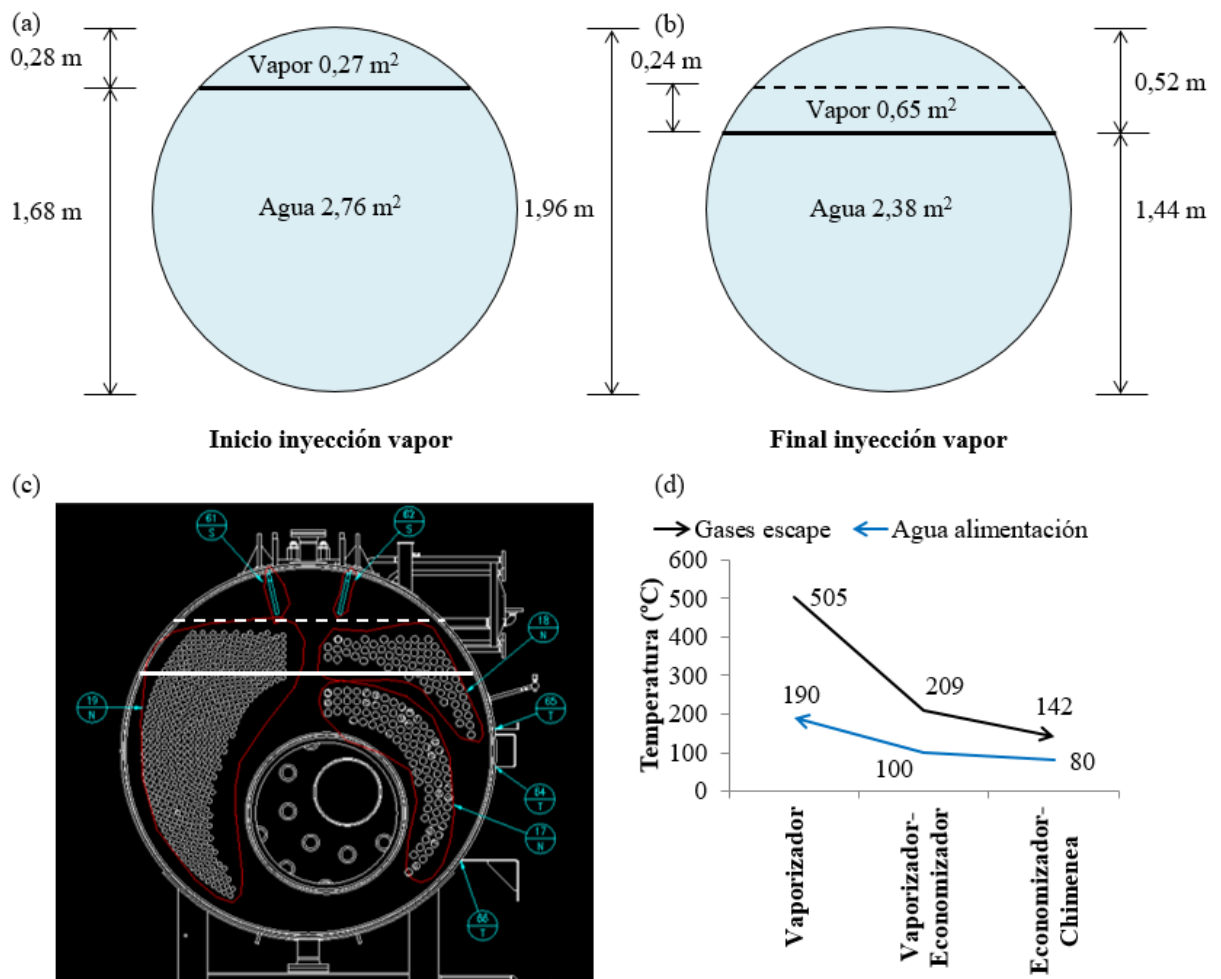 (a)
0,28 m
Vapor 0,27 m²
1,68 m
Agua 2,76 m²
1,96 m
Inicio inyección vapor
(b)
0,24 m
Vapor 0,65 m²
0,52 m
Agua 2,38 m²
1,44 m
Final inyección vapor
(c)
61
S
62
S
18
N
19
N
65
T
64
T
17
N
66
T
(d)
Gases escape
Agua alimentación
Temperatura (ºC)
600
500
400
300
200
100
0
505
209
142
190
100
80
Vaporizador
Vaporizador-
Economizador
Economizador-
Chimenea